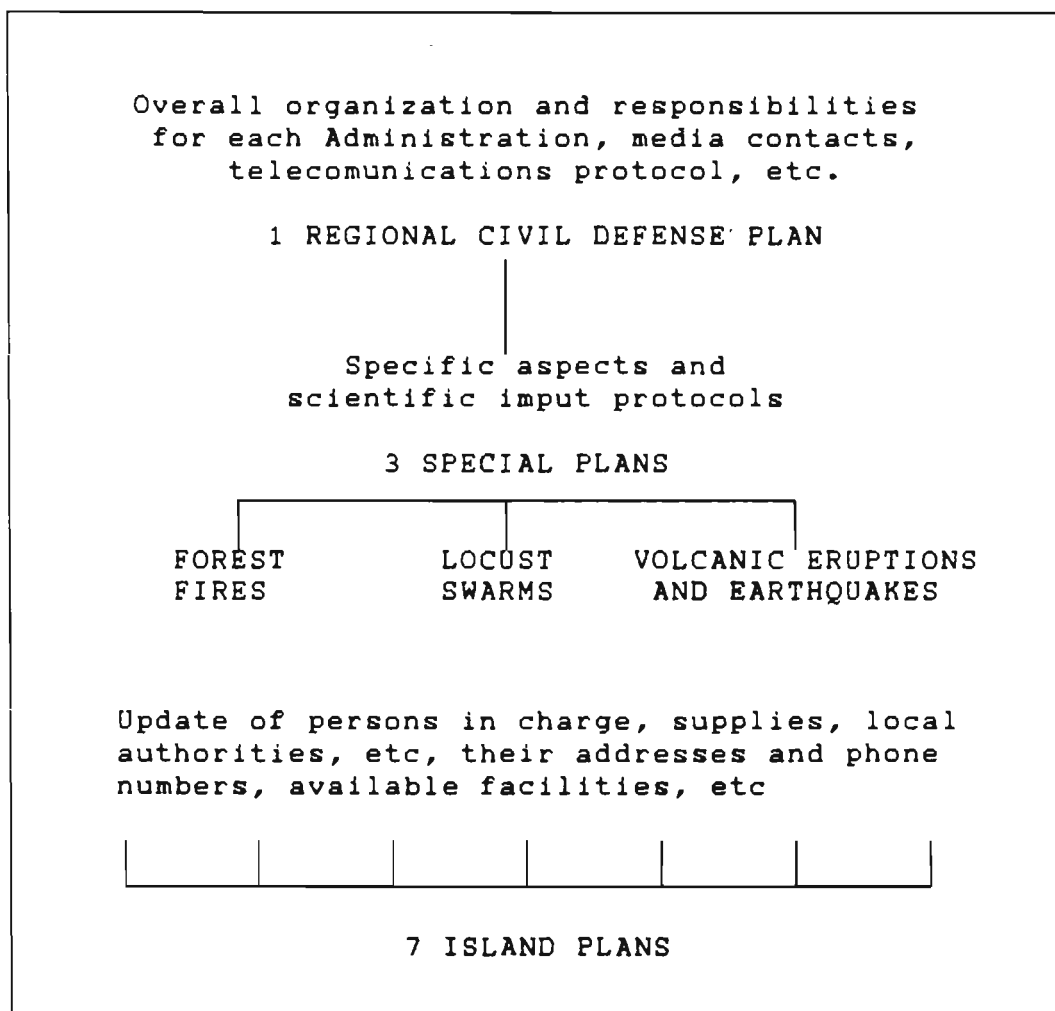 Overall organization and responsibilities
for each Administration, media contacts,
telecomunications protocol, etc.
1 REGIONAL CIVIL DEFENSE PLAN
Specific aspects and
scientific imput protocols
3 SPECIAL PLANS
FOREST FIRES
LOCUST SWARMS
VOLCANIC ERUPTIONS AND EARTHQUAKES
Update of persons in charge, supplies, local
authorities, etc, their addresses and phone
numbers, available facilities, etc
7 ISLAND PLANS